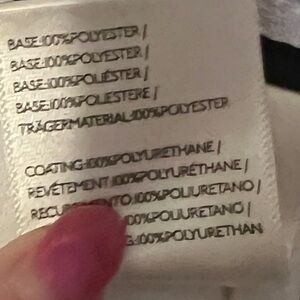 BASE:100%POLYESTER /
BASE:100%POLYESTER /
BASE:100%POLIÉSTER /
BASE:100%POLIESTERE /
TRÄGERMATERIAL:100%POLYESTER
COATING:100%POLYURETHANE /
REVÊTEMENT:100%POLYURÉTHANE /
100%POLIURETANO /
100%POLIURETANO /
G:100%POLYURETHAN